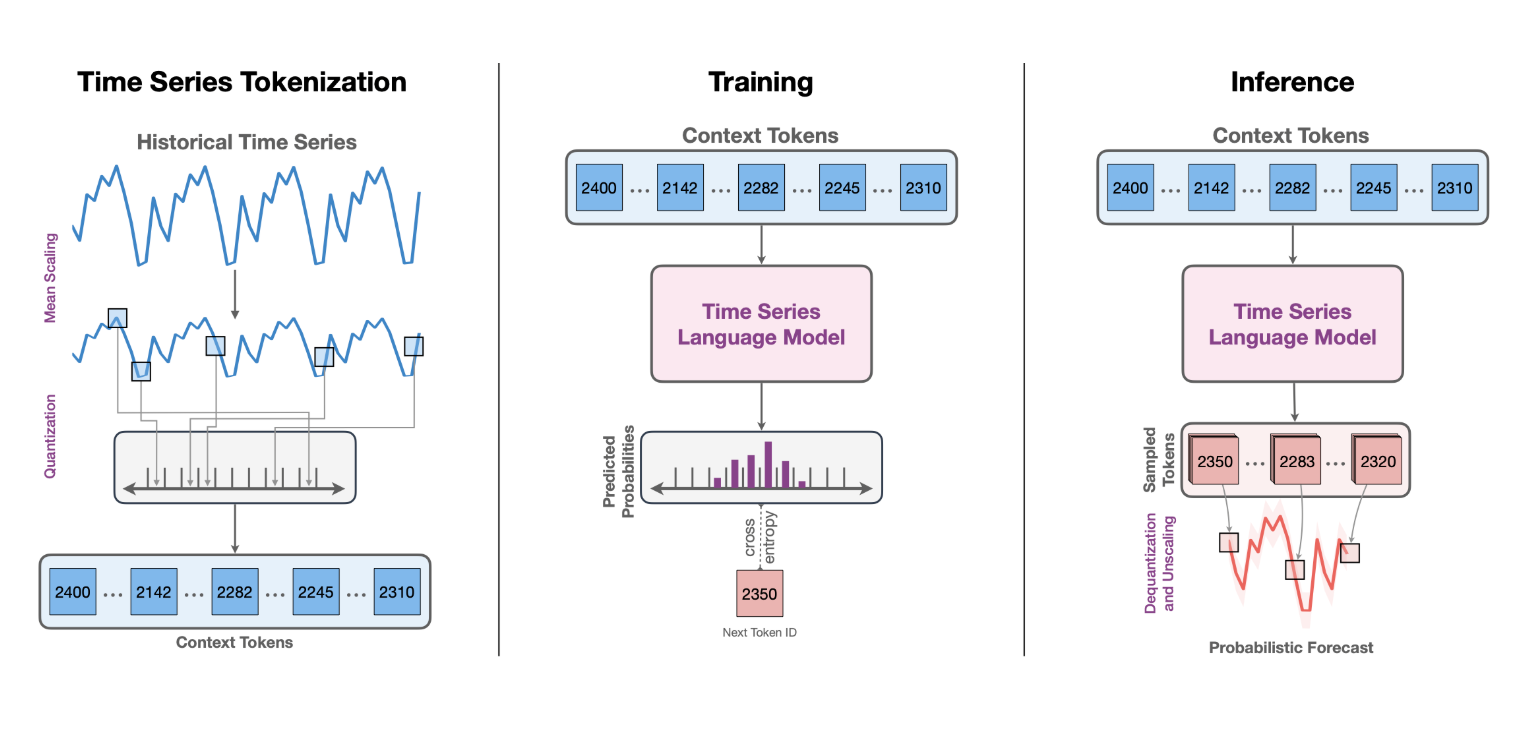 Time Series Tokenization
Historical Time Series
Mean Scaling
Quantization
2400 ... 2142 ... 2282 ... 2245 ... 2310
Context Tokens
Training
Context Tokens
2400 ... 2142 ... 2282 ... 2245 ... 2310
Time Series
Language Model
Predicted
Probabilities
cross
entropy
2350
Next Token ID
Inference
Context Tokens
2400 ... 2142 ... 2282 ... 2245 ... 2310
Time Series
Language Model
Sampled
Tokens
2350 ... 2283 ... 2320
Dequantization
and Unscaling
Probabilistic Forecast